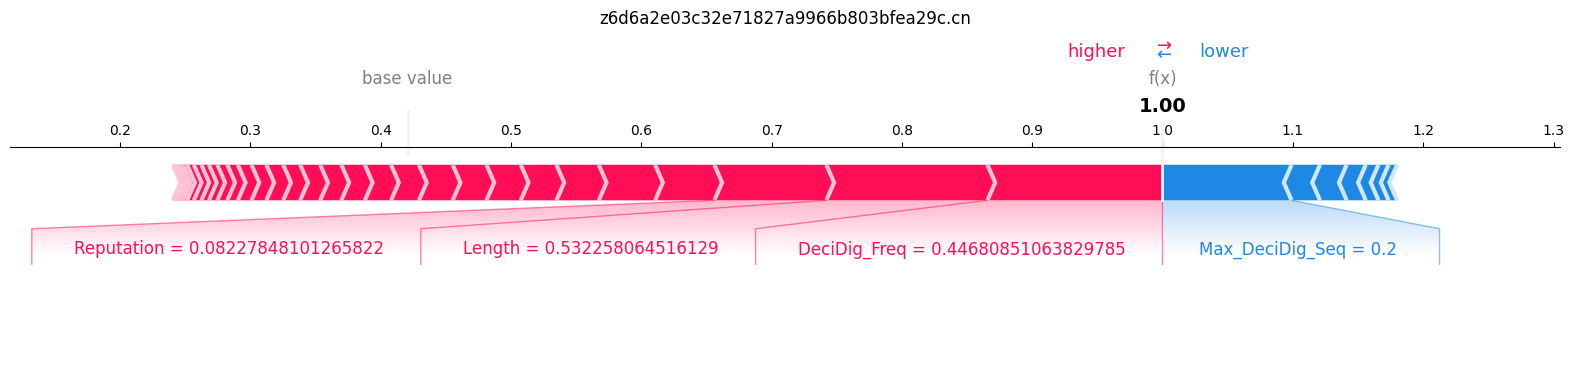 z6d6a2e03c32e71827a9966b803bfea29c.cn
higher → ← lower
base value f(x)
1.00
0.2 0.3 0.4 0.5 0.6 0.7 0.8 0.9 1.0 1.1 1.2 1.3
Reputation = 0.08227848101265822 Length = 0.532258064516129 DeciDig_Freq = 0.44680851063829785 Max_DeciDig_Seq = 0.2